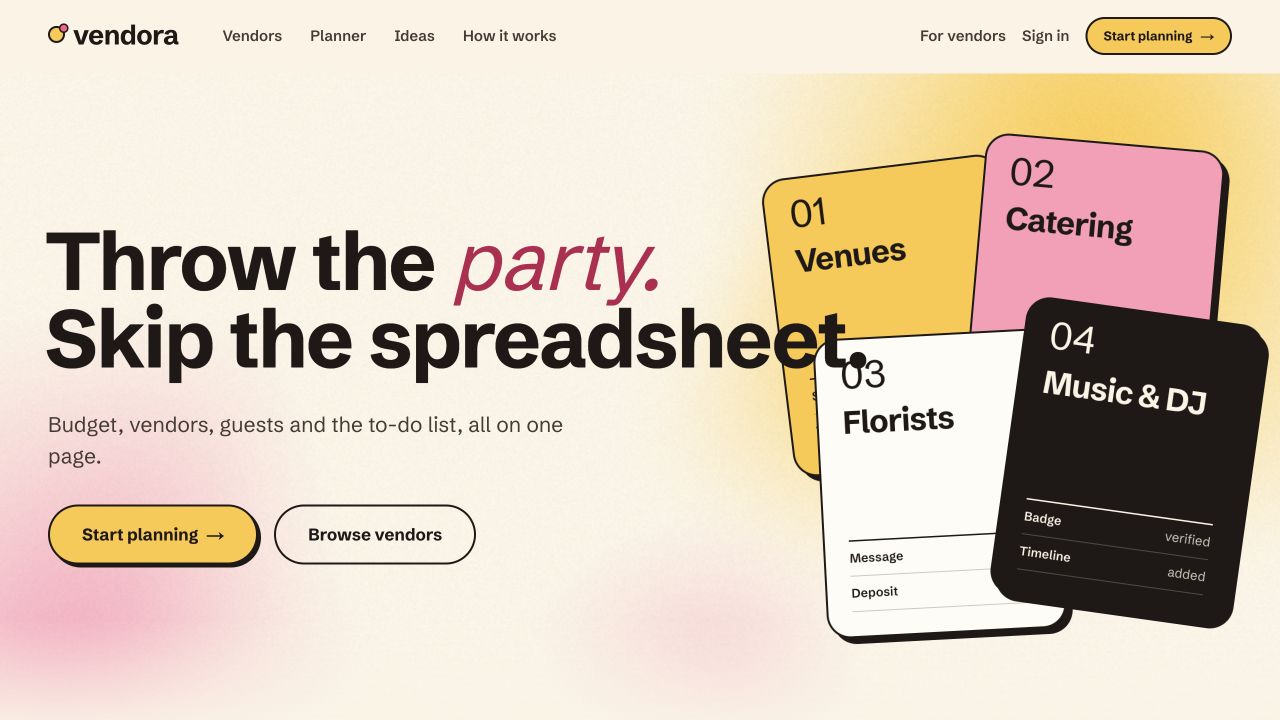 vendora
Vendors
Planner
Ideas
How it works
For vendors
Sign in
Start planning →
Throw the party.
Skip the spreadsheet.
Budget, vendors, guests and the to-do list, all on one
page.
Start planning →
Browse vendors
01
Venues
02
Catering
03
Florists
Message
Deposit
04
Music & DJ
Badge
verified
Timeline
added